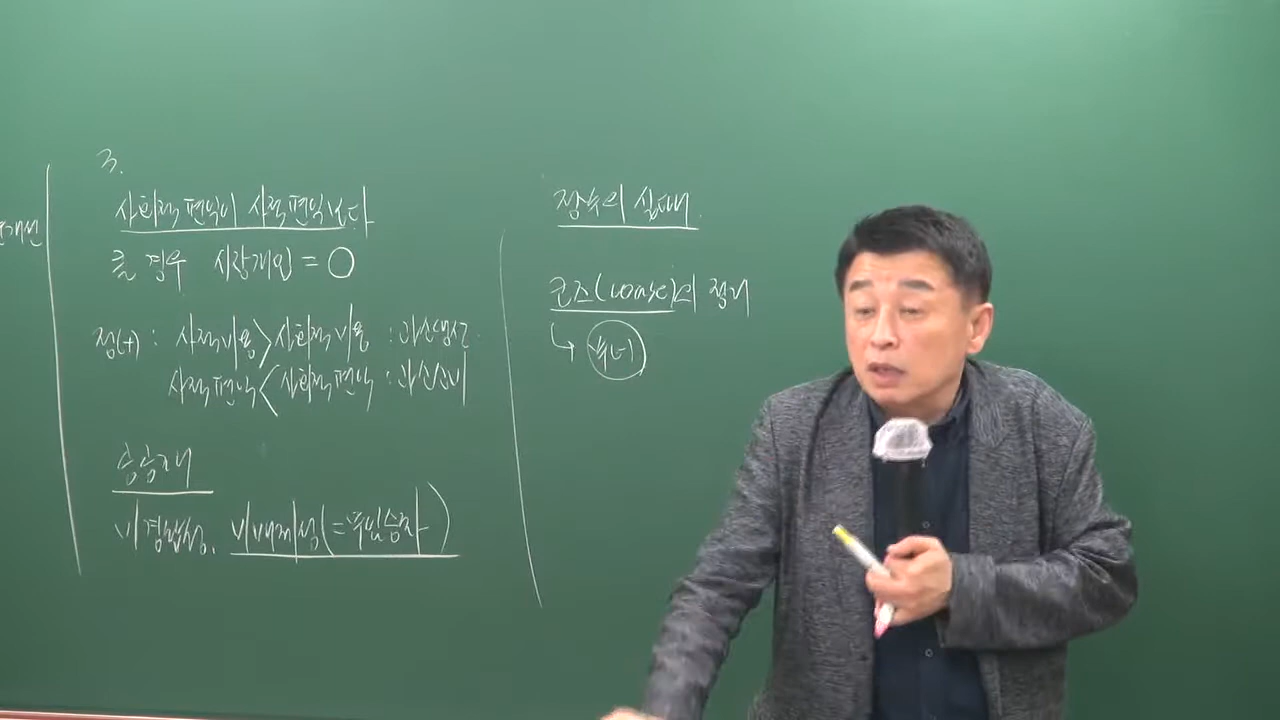 3.
사회적 편익이 사적 편익보다
클 경우 시장개입 = ○
정(+) : 사적비용 > 사회적비용 : 과소생산
사적편익 < 사회적편익 : 과소소비
공공재
비경합성, 비배제성(=무임승차)
정부의 실패
코즈(coase)의 정리